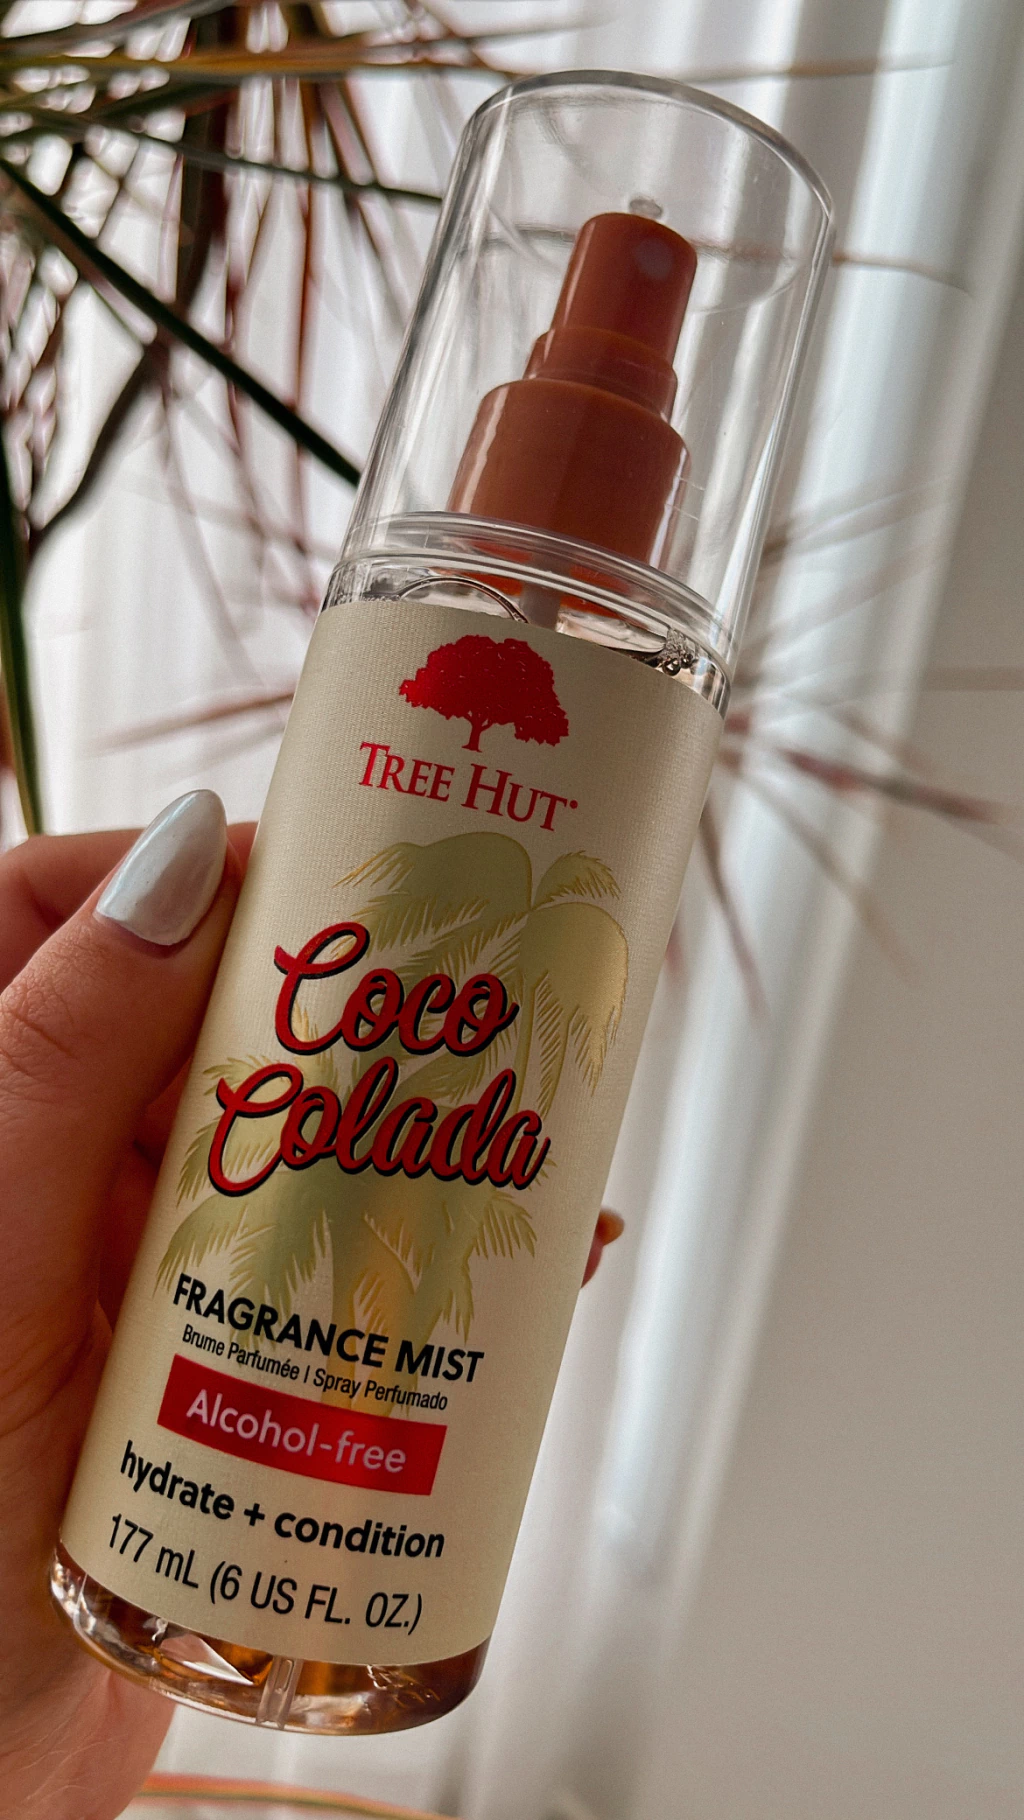 TREE HUT
Coco
Colada
FRAGRANCE MIST
Brume Parfumée | Spray Perfumado
Alcohol-free
hydrate + condition
177 mL (6 US FL. OZ.)